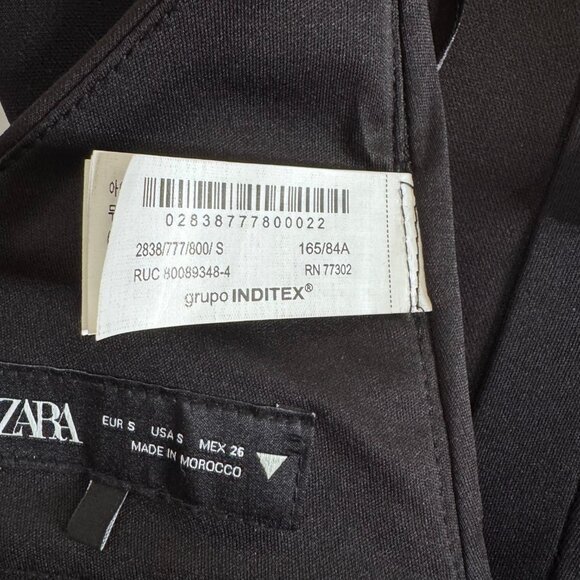 02838777800022
2838/777/800/ S 165/84A
RUC 80089348-4 RN 77302
grupo INDITEX®
ZARA
EUR S USA S MEX 26
MADE IN MOROCCO